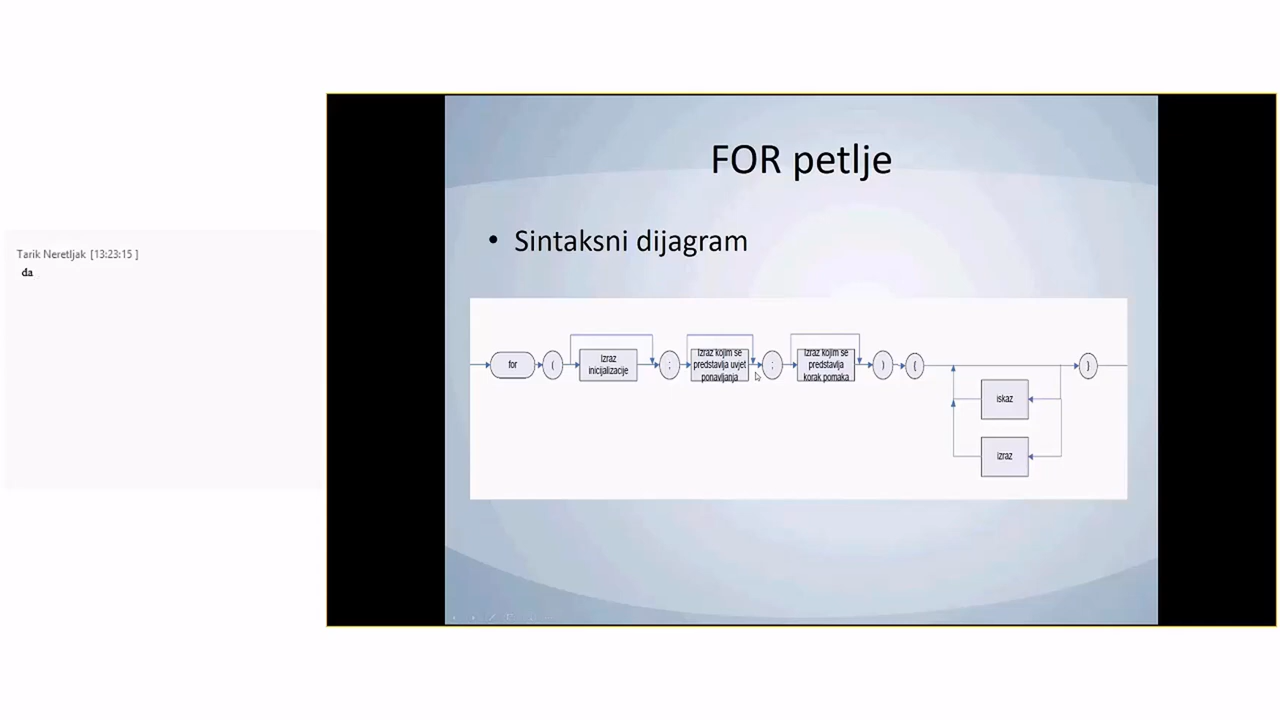 Tarik Neretljak [13:23:15 ]
da
FOR petlje
• Sintaksni dijagram
for
(
Izraz
inicijalizacije
;
Izraz kojim se
predstavlja uvjet
ponavljanja
;
Izraz kojim se
predstavlja
korak pomaka
)
{
iskaz
izraz
}